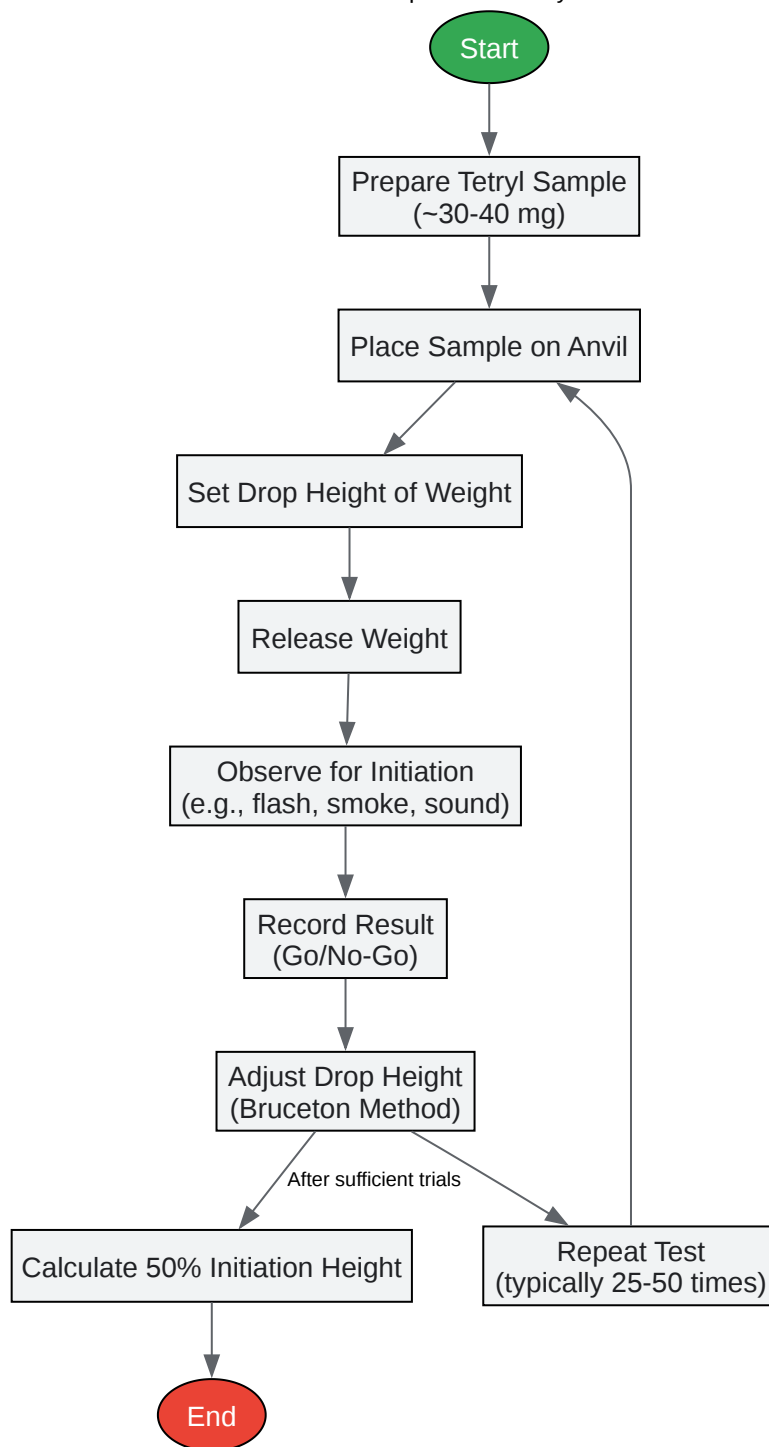 Start
Prepare Tetryl Sample
(~30-40 mg)
Place Sample on Anvil
Set Drop Height of Weight
Release Weight
Observe for Initiation
(e.g., flash, smoke, sound)
Record Result
(Go/No-Go)
Adjust Drop Height
(Bruceton Method)
After sufficient trials
Calculate 50% Initiation Height
Repeat Test
(typically 25-50 times)
End